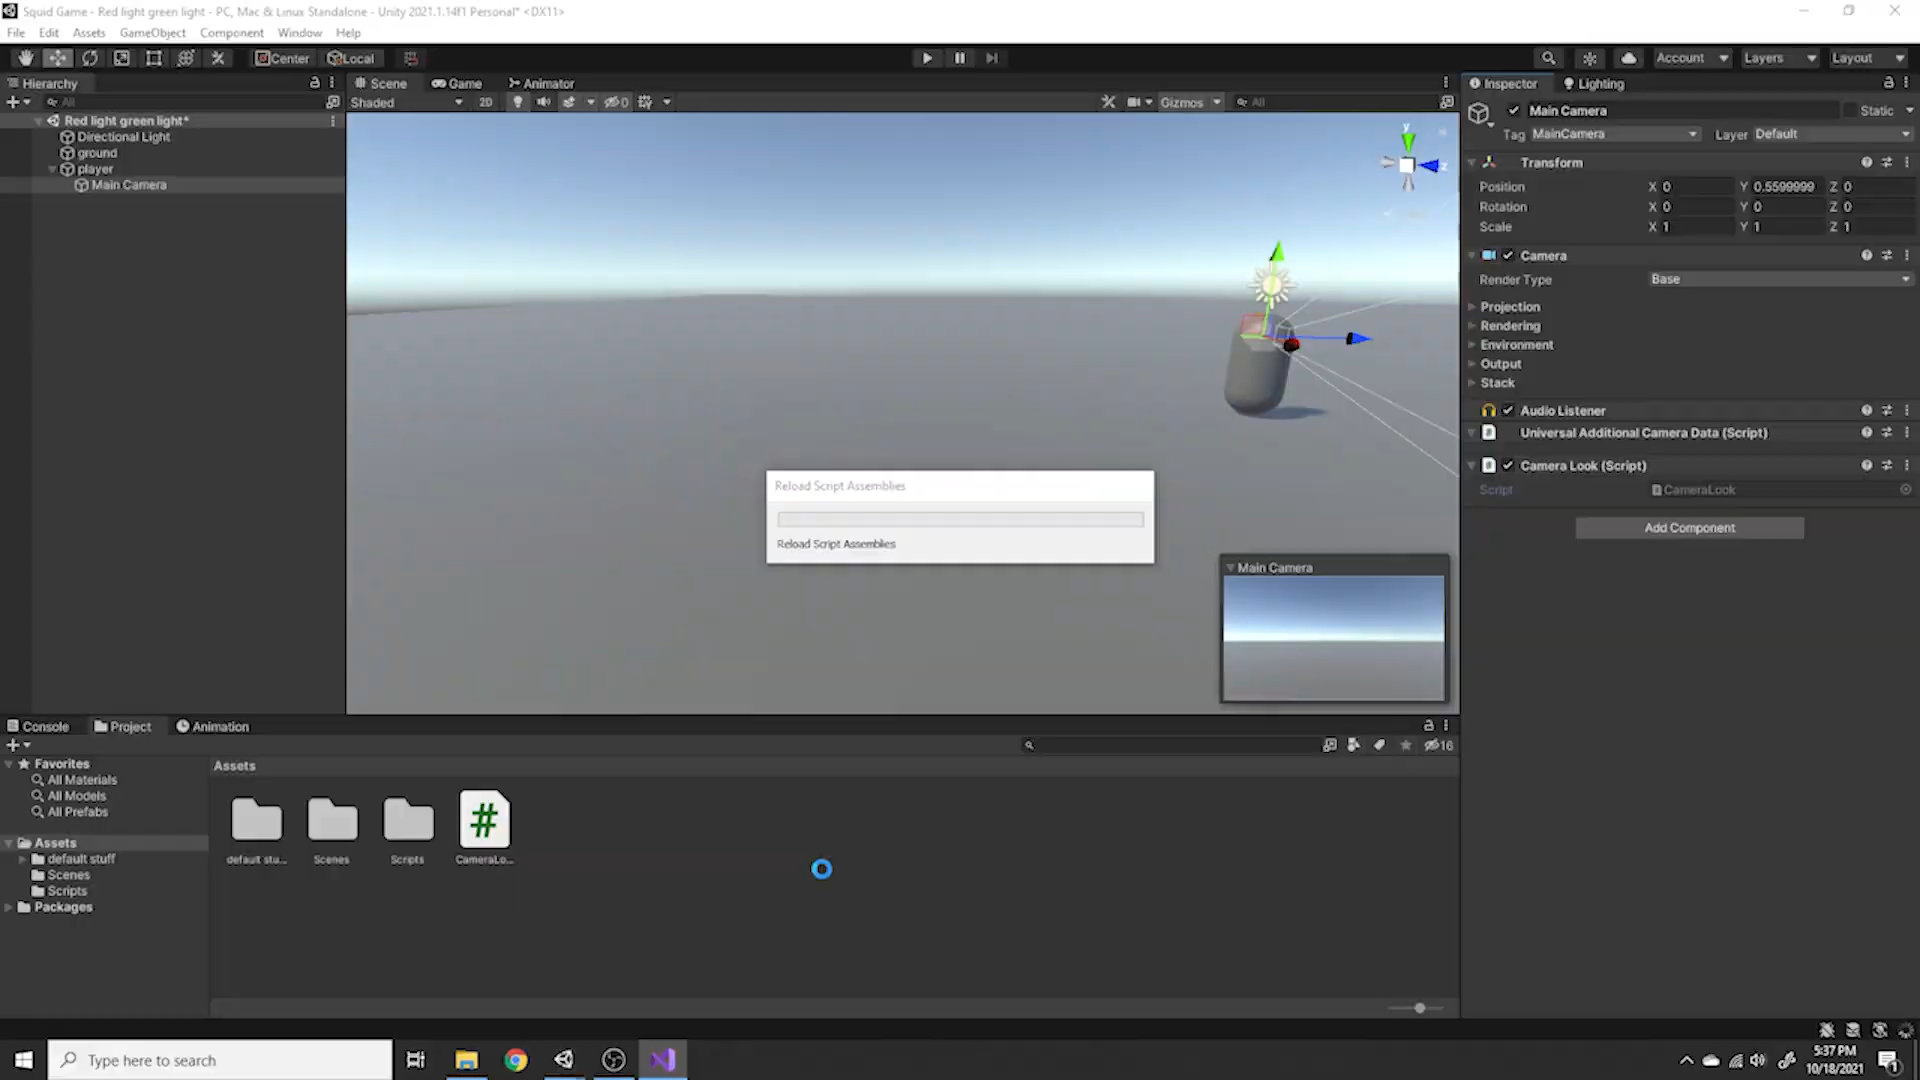 Squid Game - Red light green light - PC, Mac & Linux Standalone - Unity 2021.1.14f1 Personal* <DX11>
File Edit Assets GameObject Component Window Help
Center Local Account Layers Layout
Hierarchy Scene Game Animator Inspector Lighting
All Shaded 2D 0 Gizmos All
Main Camera Static
Tag MainCamera Layer Default
Red light green light*
Directional Light
ground
player
Main Camera
Transform
Position X 0 Y 0.5599999 Z 0
Rotation X 0 Y 0 Z 0
Scale X 1 Y 1 Z 1
Camera
Render Type Base
Projection
Rendering
Environment
Output
Stack
Audio Listener
Universal Additional Camera Data (Script)
Camera Look (Script)
Script CameraLook
Add Component
y
z
Reload Script Assemblies
Reload Script Assemblies
Main Camera
Console Project Animation
16
Favorites
All Materials
All Models
All Prefabs
Assets
default stuff
Scenes
Scripts
Packages
Assets
#
default stu... Scenes Scripts CameraLo...
Type here to search
5:37 PM
10/18/2021
1